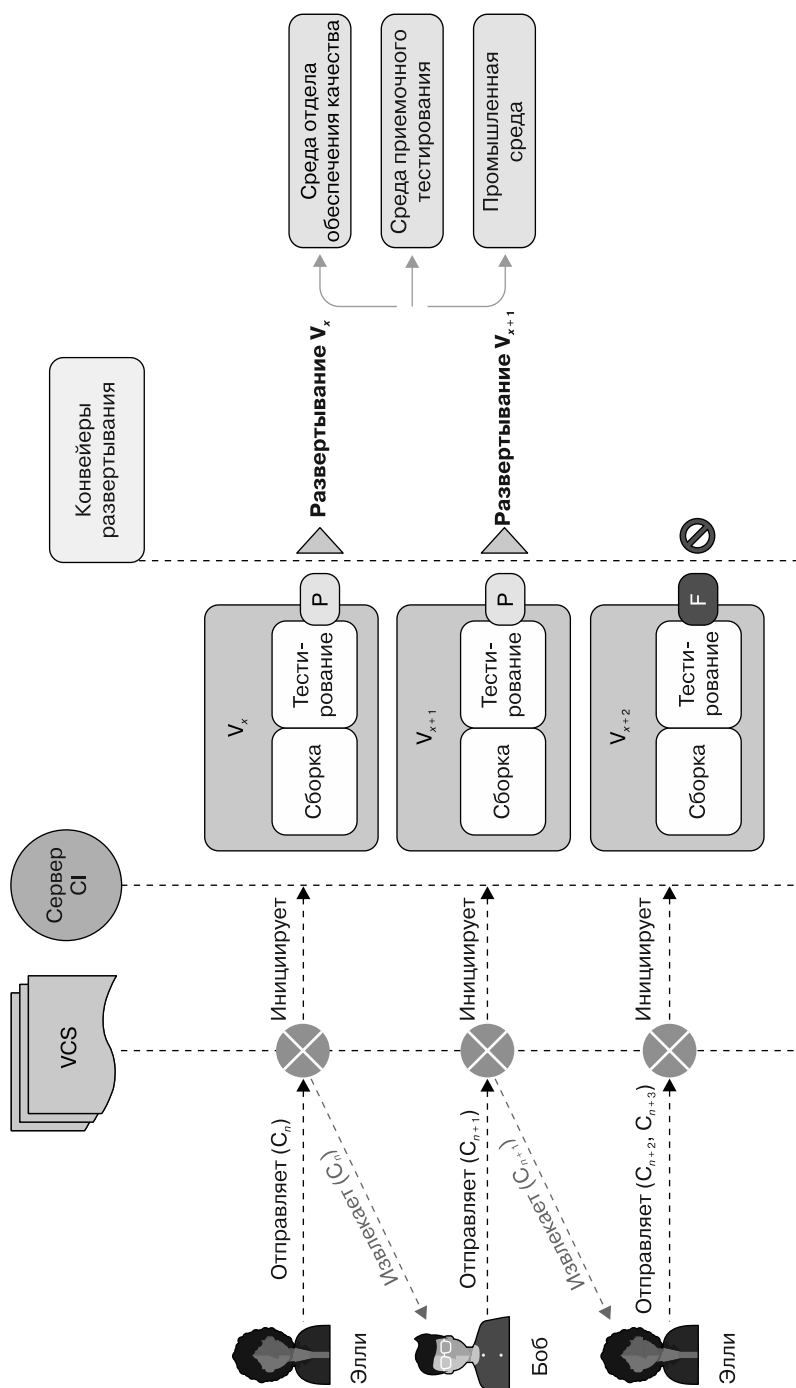 VCS
Сервер
CI
Конвейеры
развертывания
Элли
Отправляет (Cₙ)
Инициирует
Vₓ
Сборка
Тести-
рование
P
Развертывание Vₓ
Извлекает (Cₙ)
Боб
Отправляет (Cₙ₊₁)
Инициирует
Vₓ₊₁
Сборка
Тести-
рование
P
Развертывание Vₓ₊₁
Извлекает (Cₙ₊₁)
Элли
Отправляет (Cₙ₊₂, Cₙ₊₃)
Инициирует
Vₓ₊₂
Сборка
Тести-
рование
F
Среда отдела
обеспечения качества
Среда приемочного
тестирования
Промышленная
среда